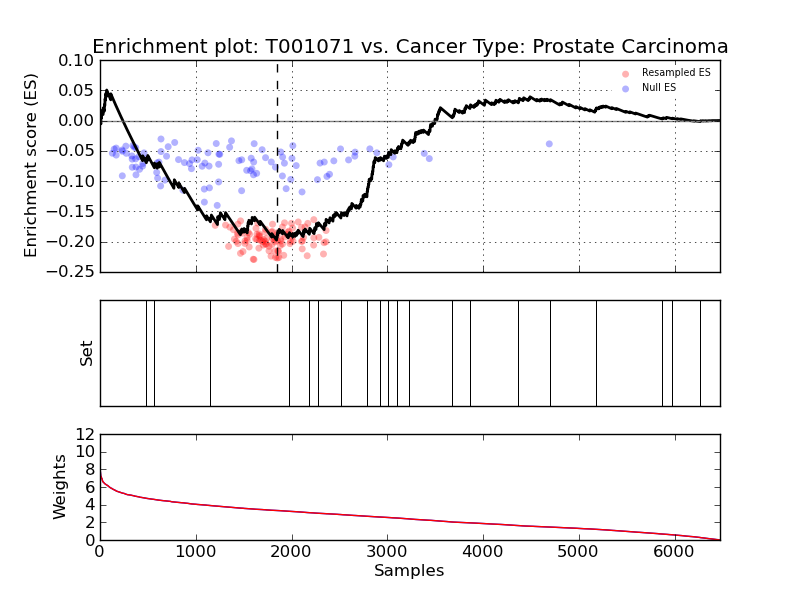 Enrichment plot: T001071 vs. Cancer Type: Prostate Carcinoma
Enrichment score (ES)
0.10
0.05
0.00
−0.05
−0.10
−0.15
−0.20
−0.25
Resampled ES
Null ES
Set
Weights
12
10
8
6
4
2
0
0 1000 2000 3000 4000 5000 6000
Samples